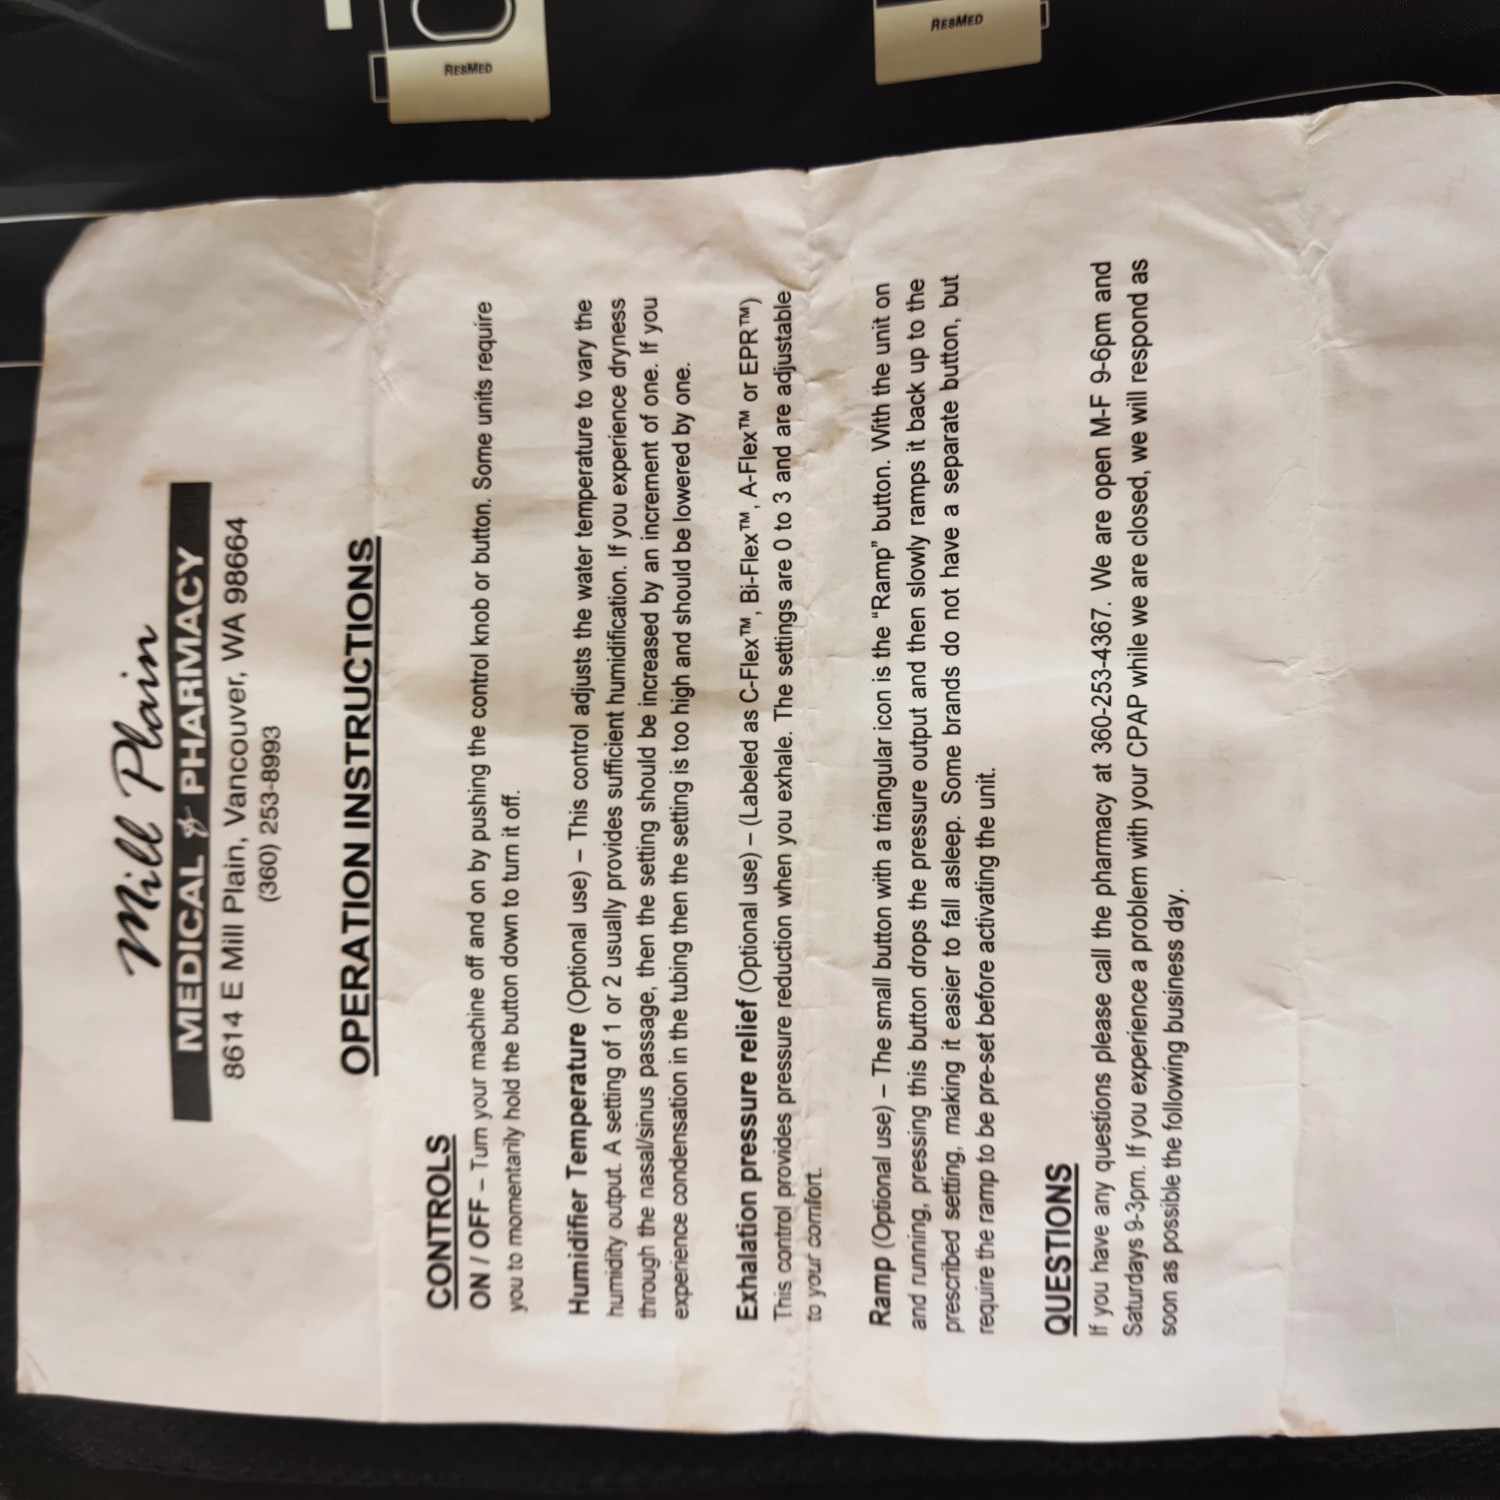 RESMED
RESMED
Mill Plain
MEDICAL & PHARMACY
8614 E Mill Plain, Vancouver, WA 98664
(360) 253-8993
OPERATION INSTRUCTIONS
CONTROLS
ON / OFF – Turn your machine off and on by pushing the control knob or button. Some units require
you to momentarily hold the button down to turn it off.
Humidifier Temperature (Optional use) – This control adjusts the water temperature to vary the
humidity output. A setting of 1 or 2 usually provides sufficient humidification. If you experience dryness
through the nasal/sinus passage, then the setting should be increased by an increment of one. If you
experience condensation in the tubing then the setting is too high and should be lowered by one.
Exhalation pressure relief (Optional use) – (Labeled as C-Flex™, Bi-Flex™, A-Flex™ or EPR™)
This control provides pressure reduction when you exhale. The settings are 0 to 3 and are adjustable
to your comfort.
Ramp (Optional use) – The small button with a triangular icon is the “Ramp” button. With the unit on
and running, pressing this button drops the pressure output and then slowly ramps it back up to the
prescribed setting, making it easier to fall asleep. Some brands do not have a separate button, but
require the ramp to be pre-set before activating the unit.
QUESTIONS
If you have any questions please call the pharmacy at 360-253-4367. We are open M-F 9-6pm and
Saturdays 9-3pm. If you experience a problem with your CPAP while we are closed, we will respond as
soon as possible the following business day.